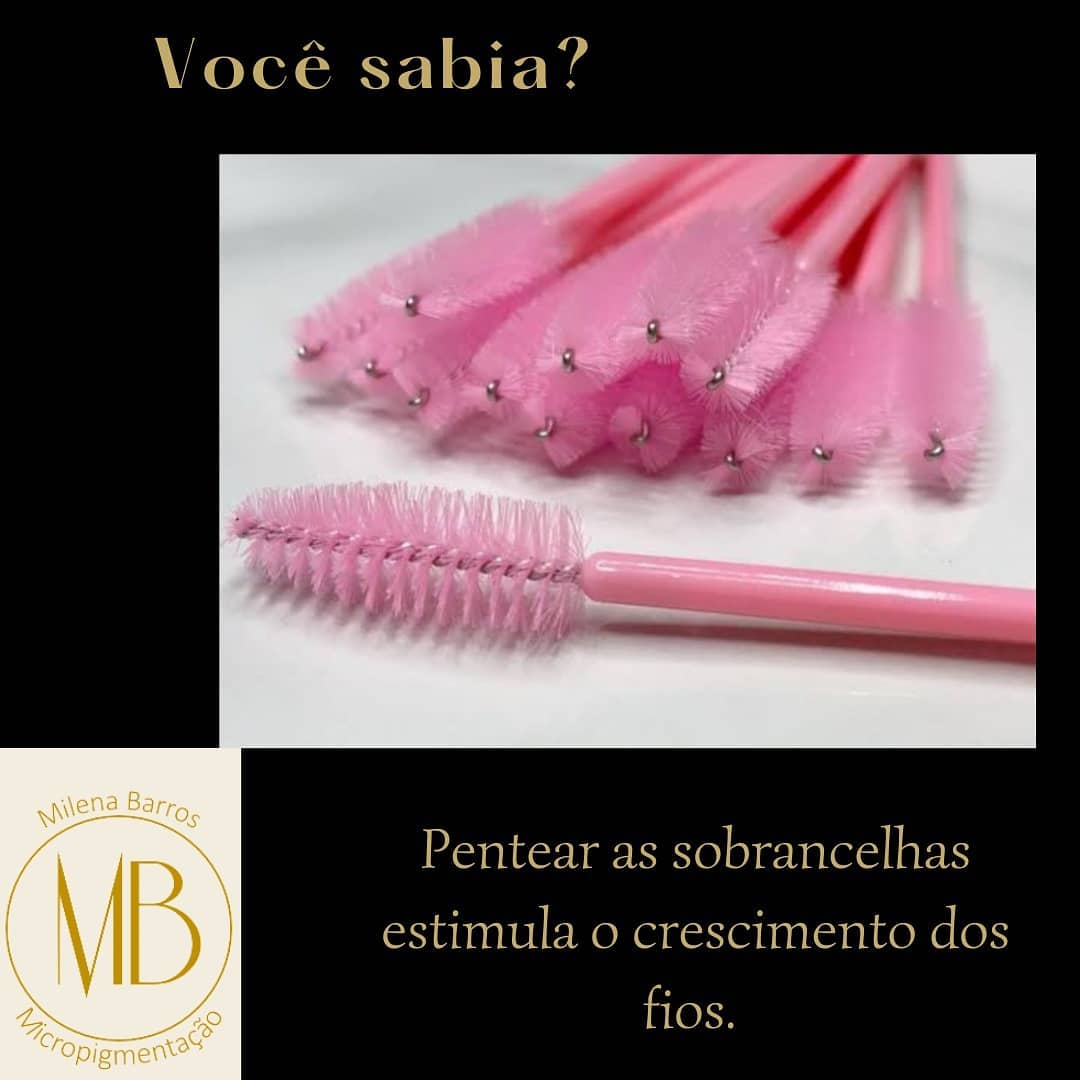 Você sabia?
Milena Barros
MB
Micropigmentação
Pentear as sobrancelhas
estimula o crescimento dos
fios.